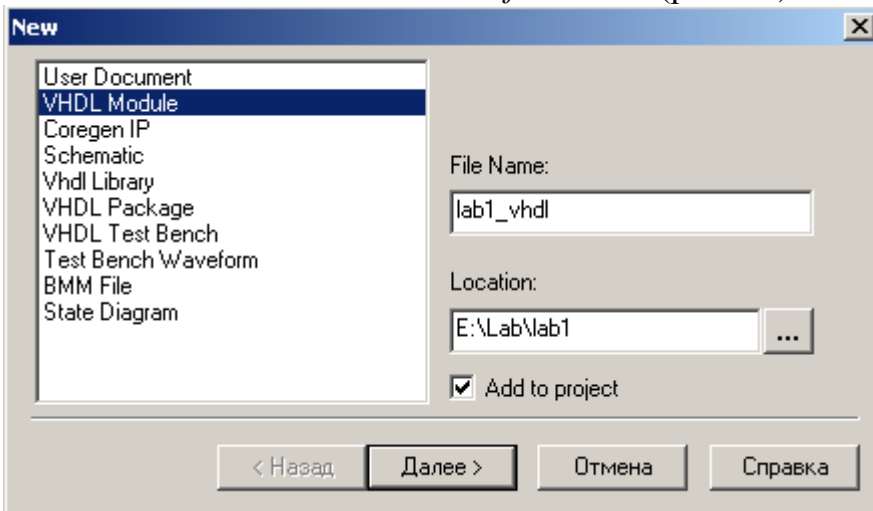 New
User Document
VHDL Module
Coregen IP
Schematic
Vhdl Library
VHDL Package
VHDL Test Bench
Test Bench Waveform
BMM File
State Diagram
File Name:
lab1_vhdl
Location:
E:\Lab\lab1
...
Add to project
< Назад
Далее >
Отмена
Справка